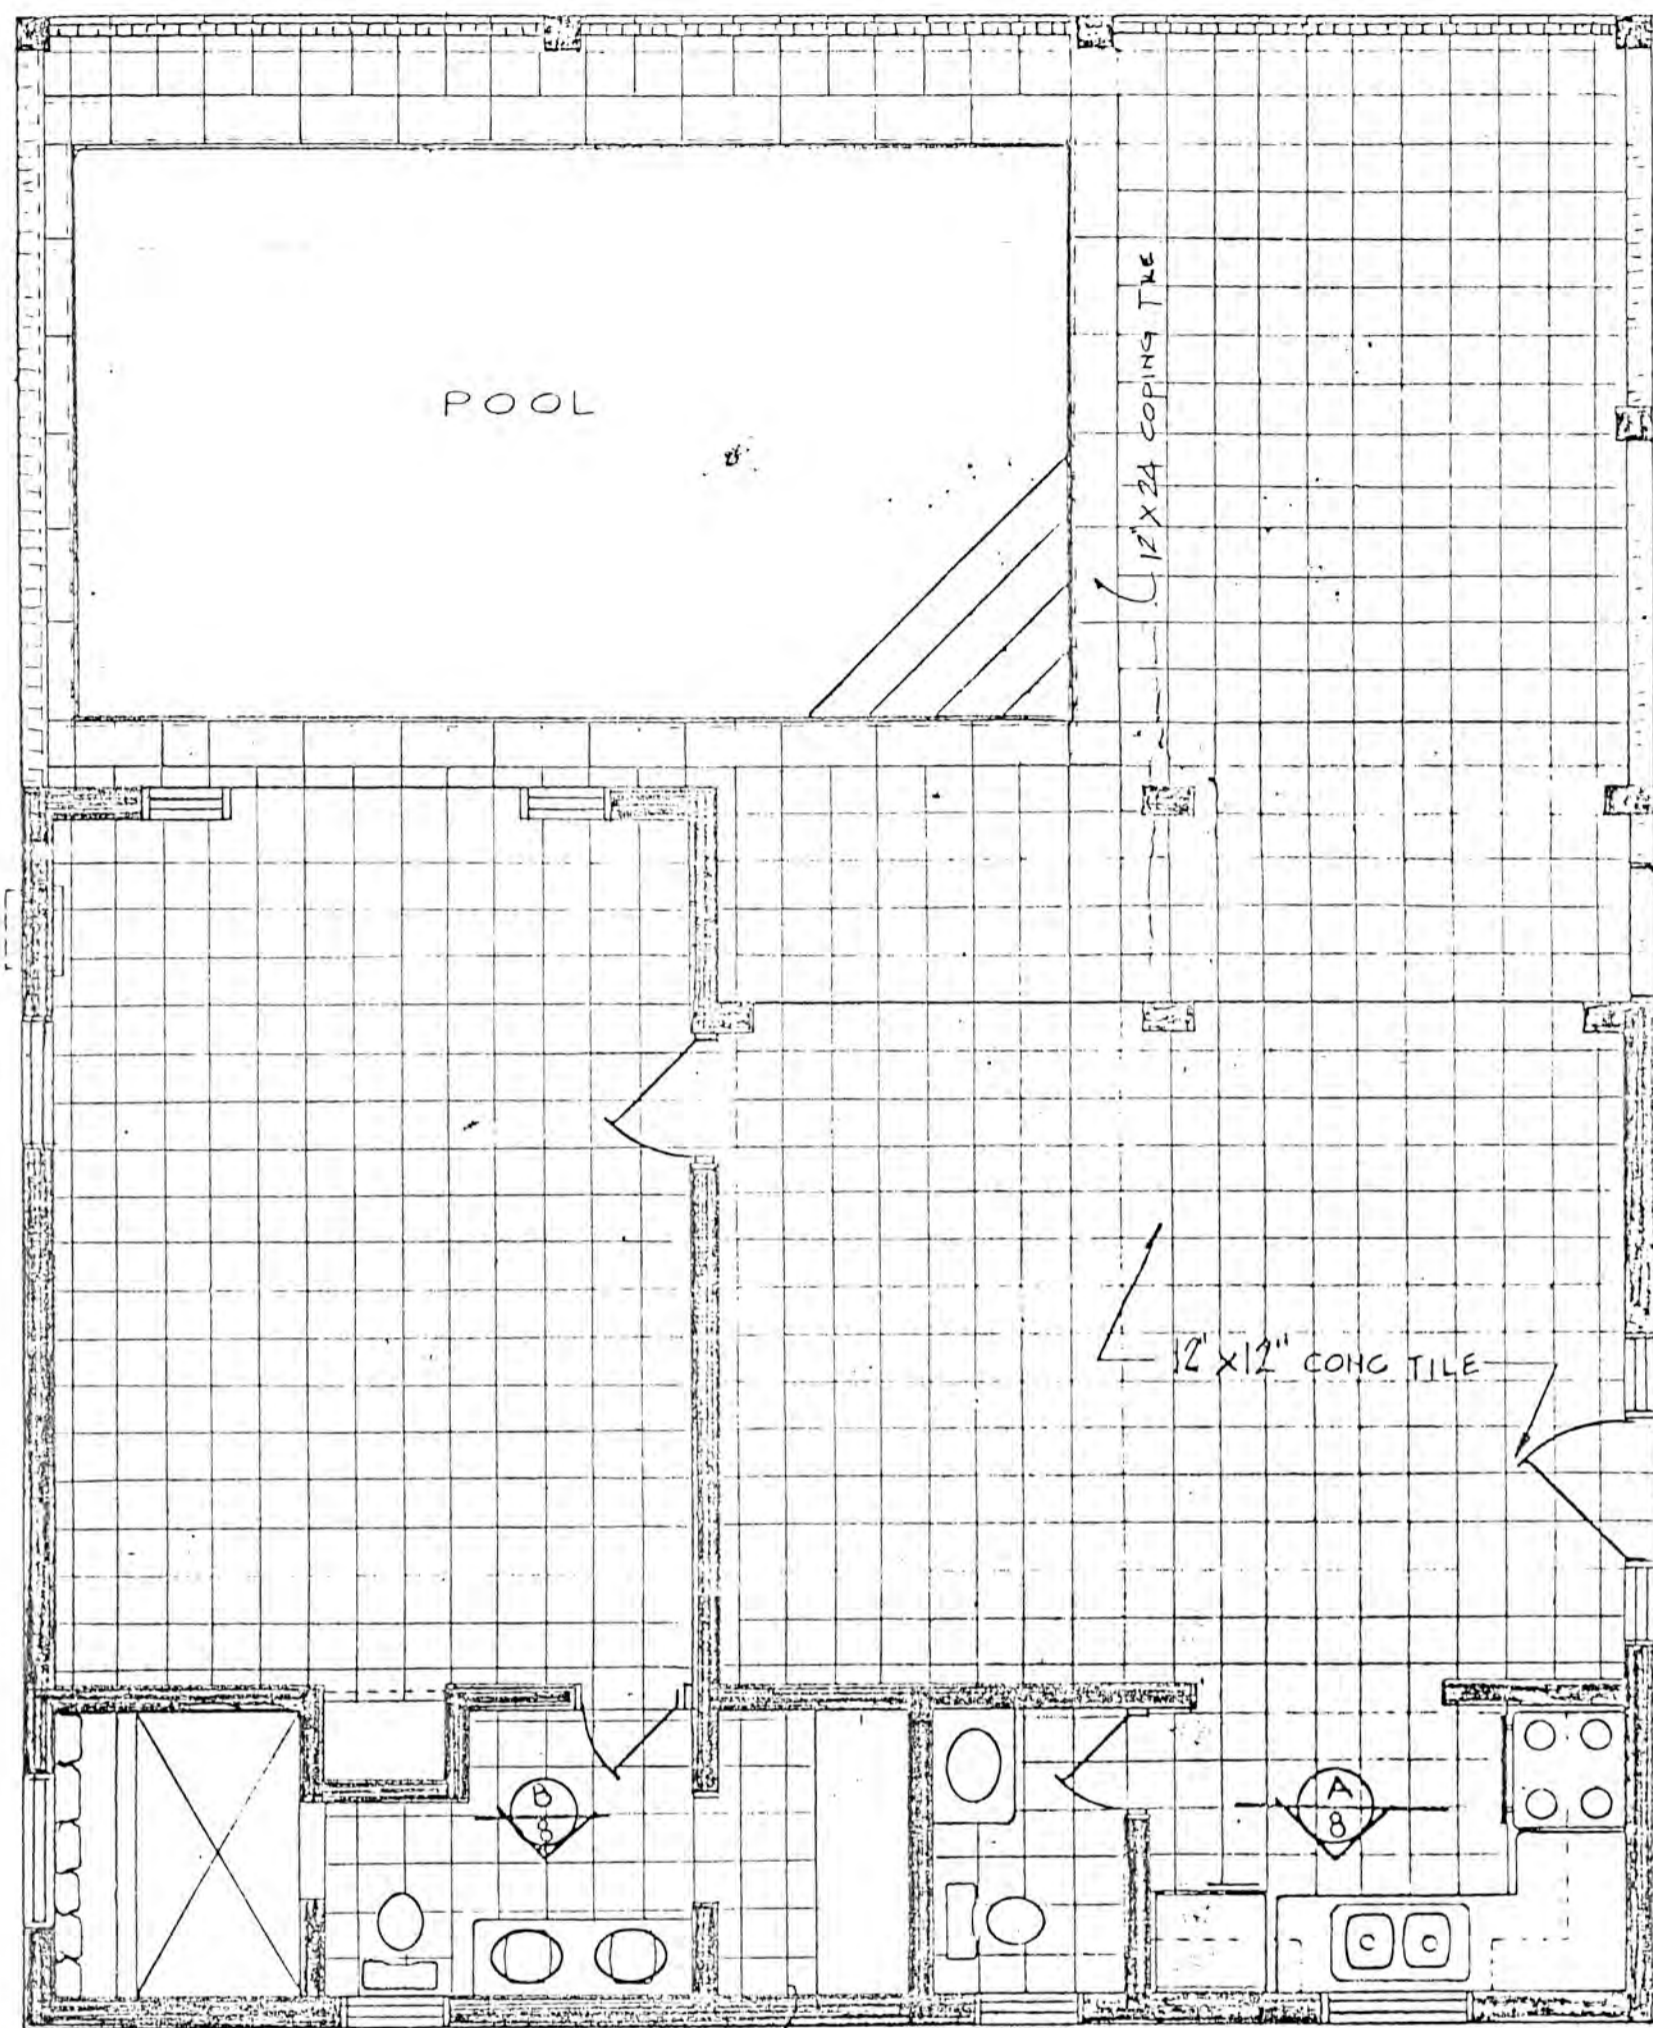 POOL
12"X24 COPING TILE
12"X12" CONC TILE
B
8
A
8
C C